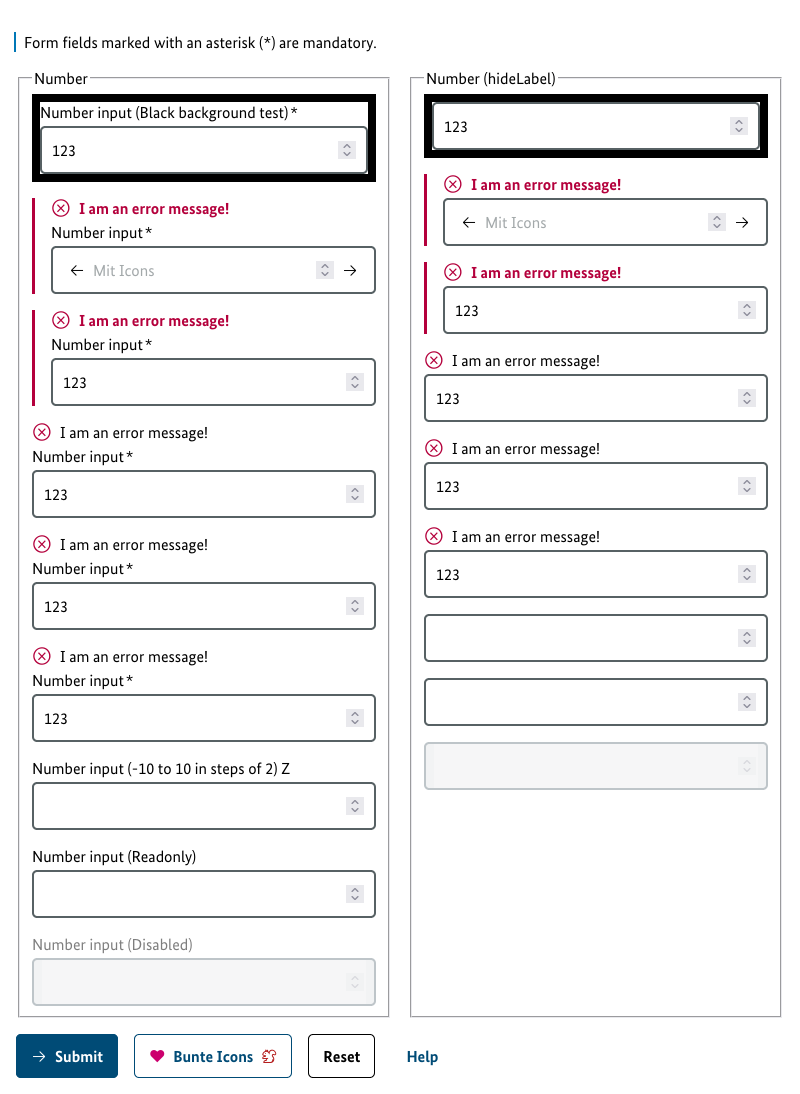 Form fields marked with an asterisk (*) are mandatory.
Number
Number input (Black background test) *
123
I am an error message!
Number input *
Mit Icons
I am an error message!
Number input *
123
I am an error message!
Number input *
123
I am an error message!
Number input *
123
I am an error message!
Number input *
123
Number input (-10 to 10 in steps of 2) Z
Number input (Readonly)
Number input (Disabled)
Number (hideLabel)
123
I am an error message!
Mit Icons
I am an error message!
123
I am an error message!
123
I am an error message!
123
I am an error message!
123
Submit
Bunte Icons
Reset
Help